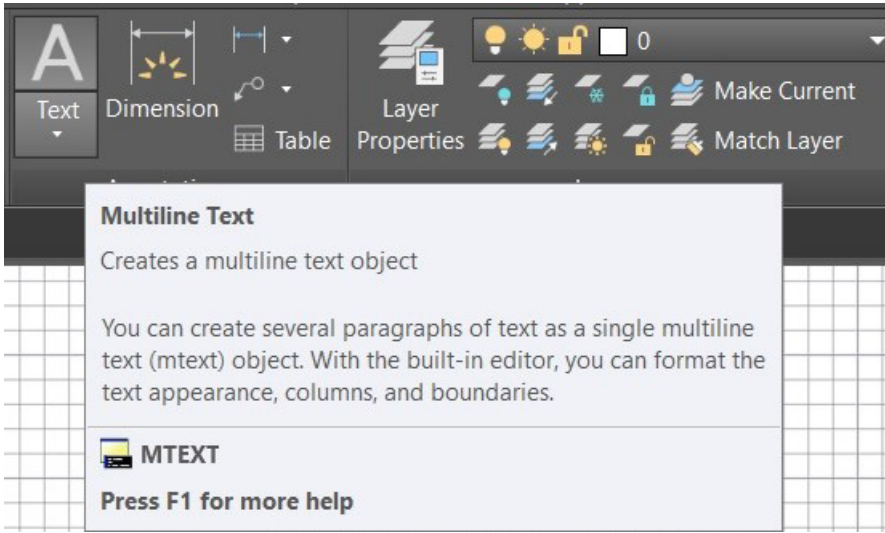 0
Text
Dimension
Table
Layer
Properties
Make Current
Match Layer
Multiline Text
Creates a multiline text object
You can create several paragraphs of text as a single multiline
text (mtext) object. With the built-in editor, you can format the
text appearance, columns, and boundaries.
MTEXT
Press F1 for more help